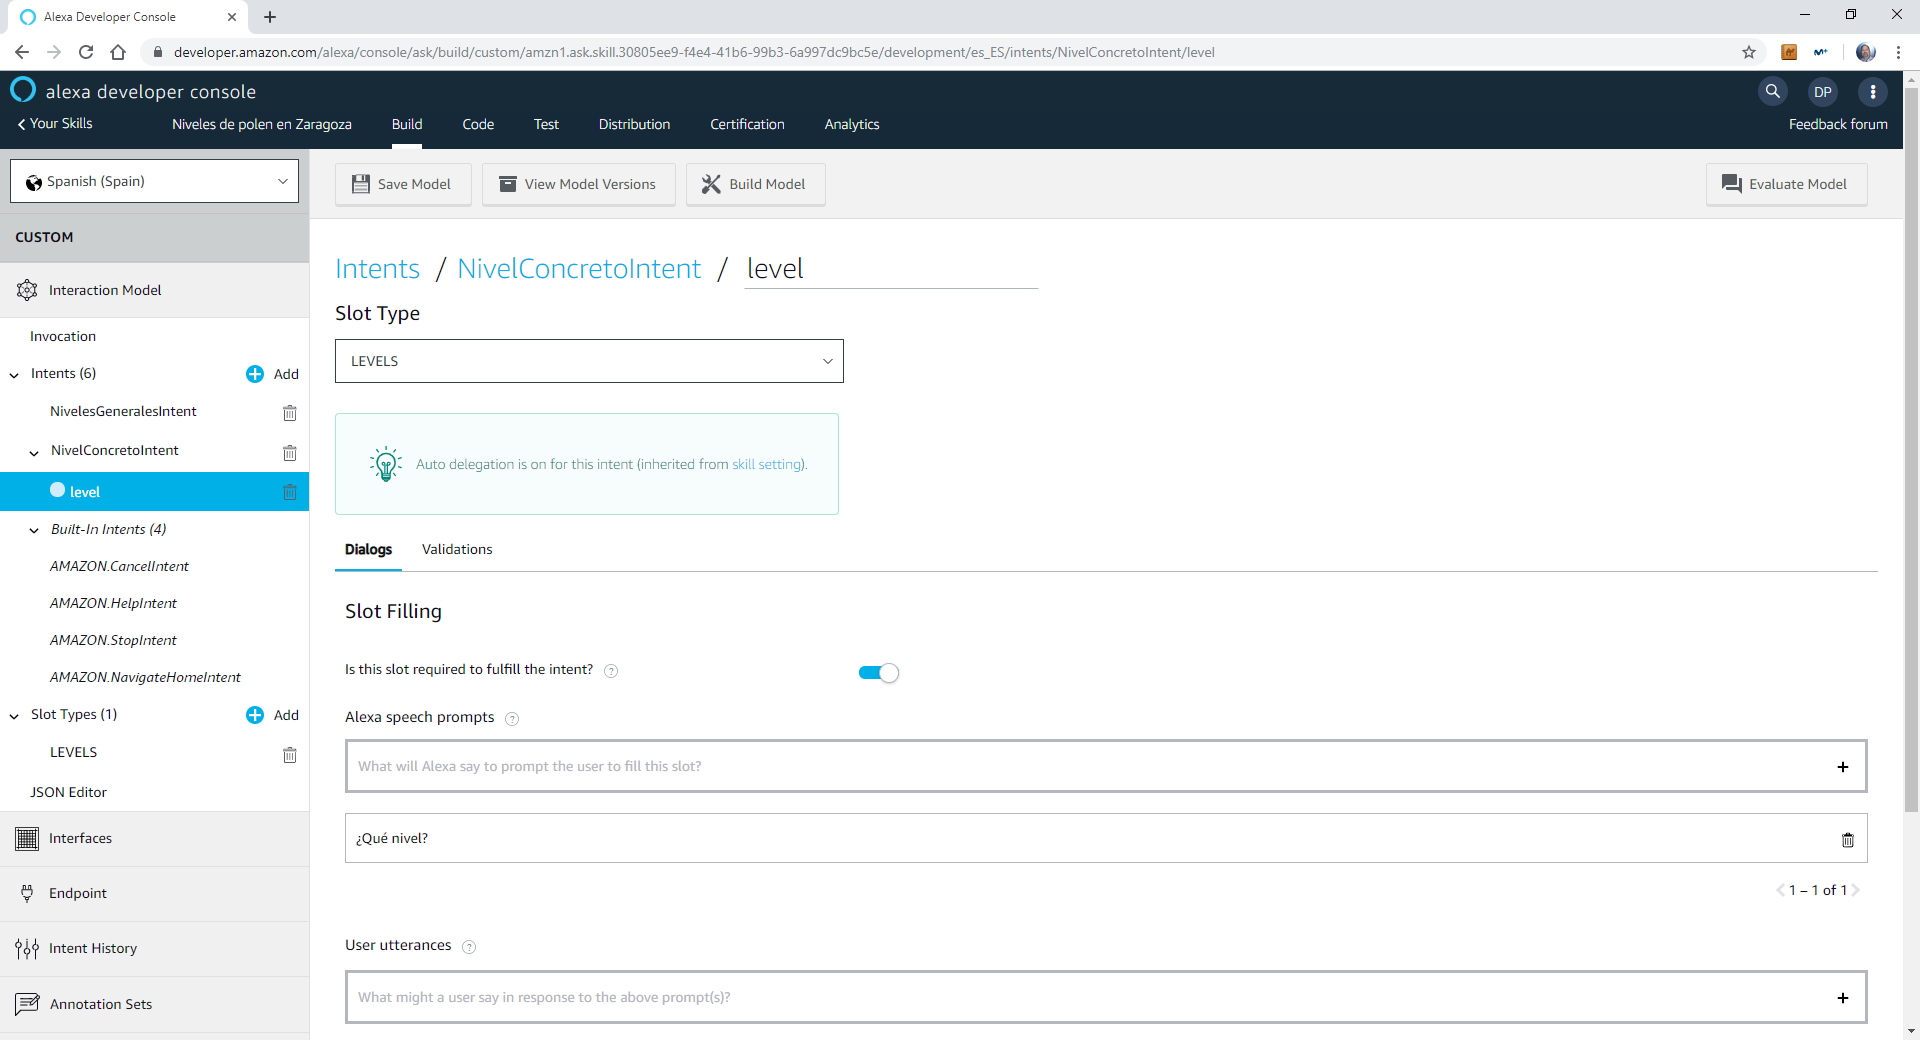 Alexa Developer Console
developer.amazon.com/alexa/console/ask/build/custom/amzn1.ask.skill.30805ee9-f4e4-41b6-99b3-6a997dc9bc5e/development/es_ES/intents/NivelConcretoIntent/level
alexa developer console
DP
Your Skills
Niveles de polen en Zaragoza
Build
Code
Test
Distribution
Certification
Analytics
Feedback forum
Spanish (Spain)
Save Model
View Model Versions
Build Model
Evaluate Model
CUSTOM
Interaction Model
Invocation
Intents (6)
Add
NivelesGeneralesIntent
NivelConcretoIntent
level
Built-In Intents (4)
AMAZON.CancelIntent
AMAZON.HelpIntent
AMAZON.StopIntent
AMAZON.NavigateHomeIntent
Slot Types (1)
Add
LEVELS
JSON Editor
Interfaces
Endpoint
Intent History
Annotation Sets
Intents / NivelConcretoIntent / level
Slot Type
LEVELS
Auto delegation is on for this intent (inherited from skill setting).
Dialogs
Validations
Slot Filling
Is this slot required to fulfill the intent? ?
Alexa speech prompts ?
What will Alexa say to prompt the user to fill this slot?
+
¿Qué nivel?
1 – 1 of 1
User utterances ?
What might a user say in response to the above prompt(s)?
+